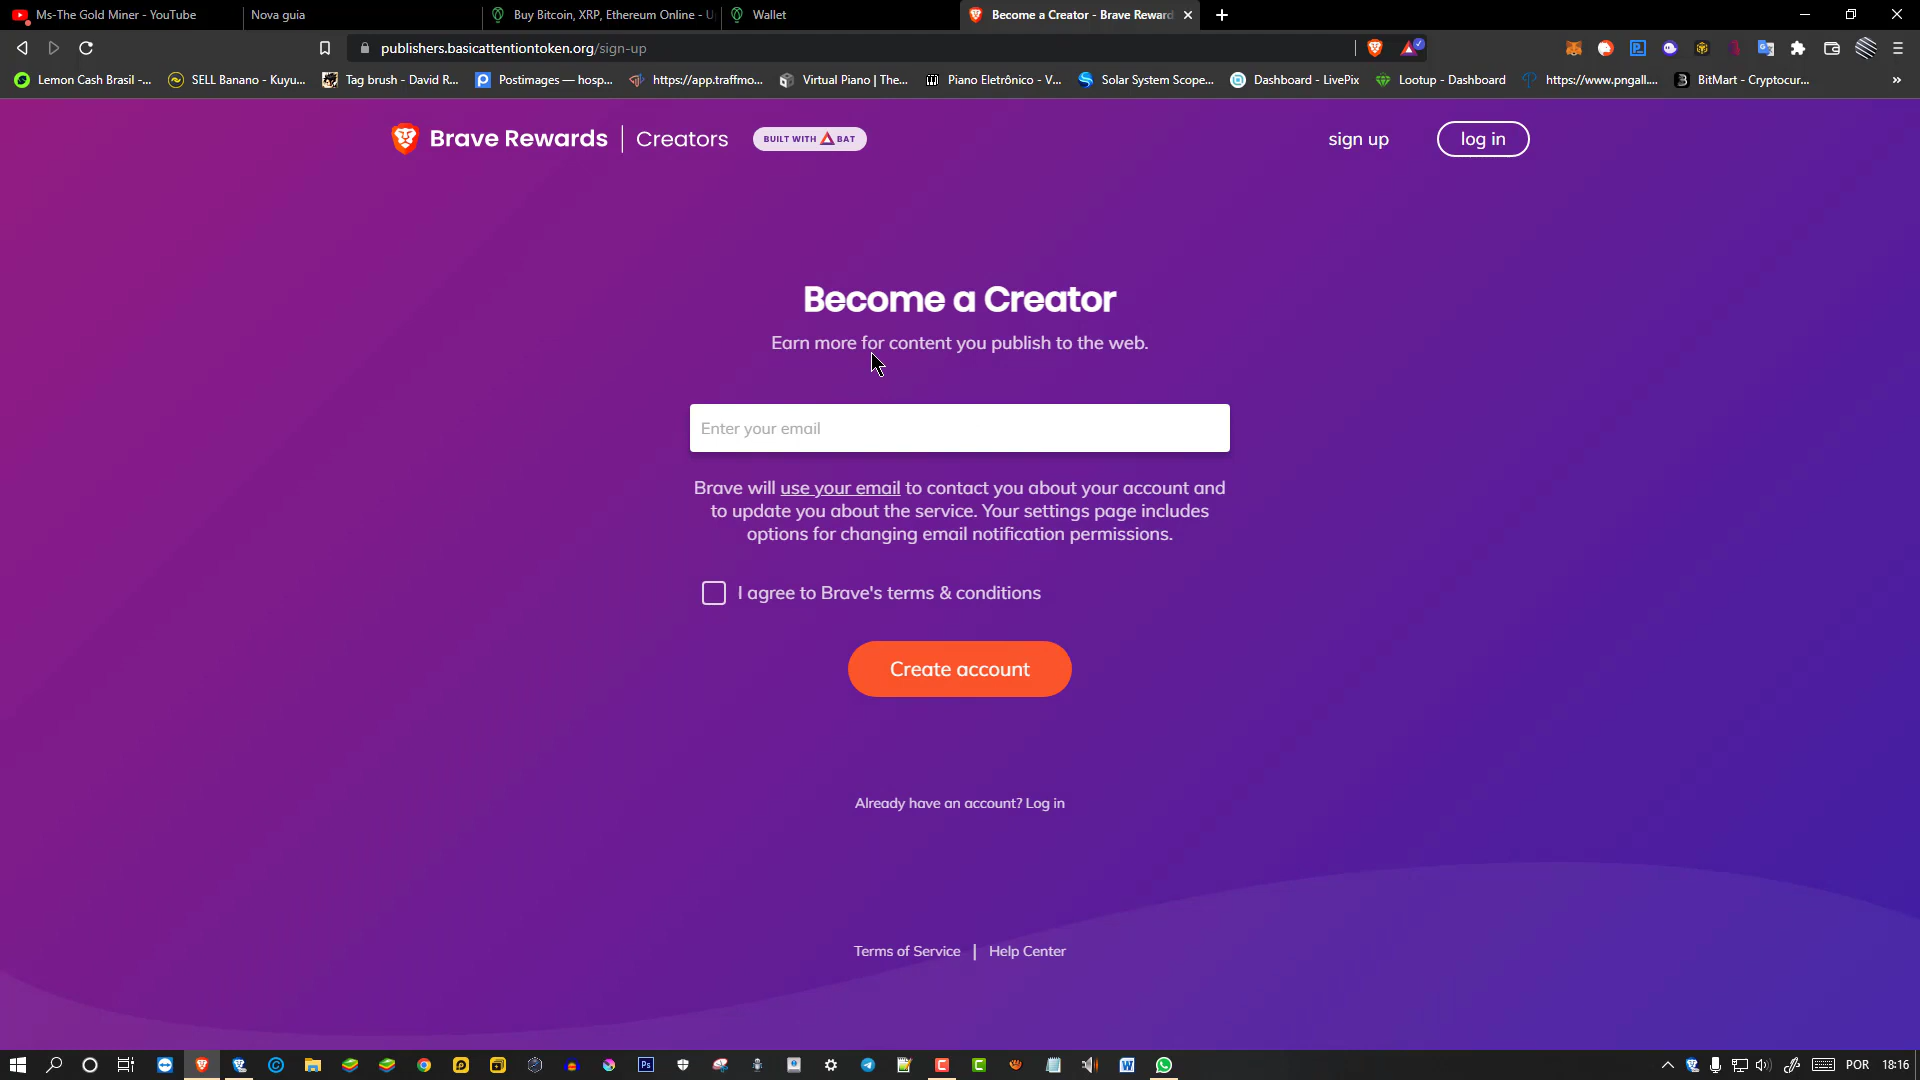 Ms-The Gold Miner - YouTube
Nova guia
Buy Bitcoin, XRP, Ethereum Online - U
Wallet
Become a Creator - Brave Reward
publishers.basicattentiontoken.org/sign-up
Lemon Cash Brasil -...
SELL Banano - Kuyu...
Tag brush - David R...
Postimages — hosp...
https://app.traffmo...
Virtual Piano | The...
Piano Eletrônico - V...
Solar System Scope...
Dashboard - LivePix
Lootup - Dashboard
https://www.pngall....
BitMart - Cryptocur...
Brave Rewards | Creators
BUILT WITH BAT
sign up
log in
Become a Creator
Earn more for content you publish to the web.
Enter your email
Brave will use your email to contact you about your account and
to update you about the service. Your settings page includes
options for changing email notification permissions.
I agree to Brave's terms & conditions
Create account
Already have an account? Log in
Terms of Service | Help Center
Ps
POR
18:16